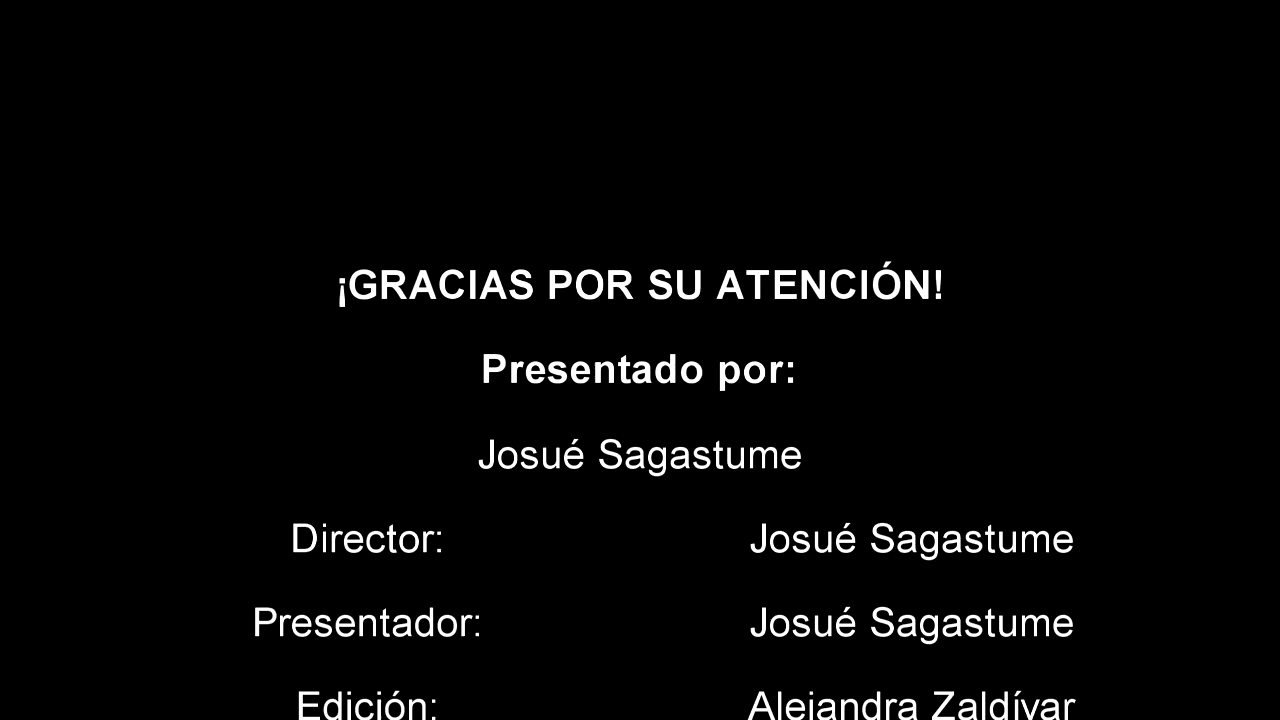 ¡GRACIAS POR SU ATENCIÓN!
Presentado por:
Josué Sagastume
Director: Josué Sagastume
Presentador: Josué Sagastume
Edición: Alejandra Zaldívar